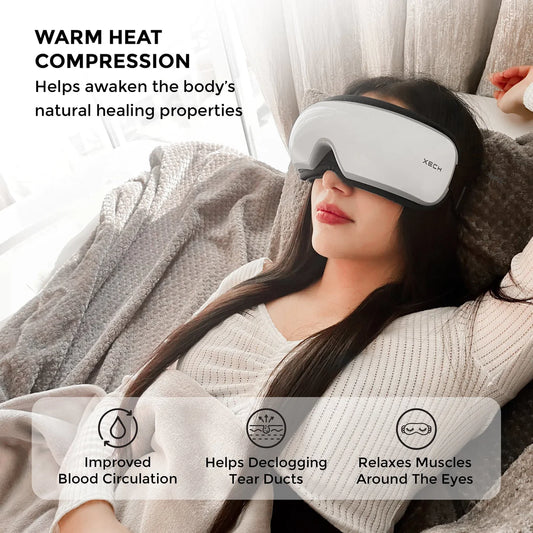 WARM HEAT
COMPRESSION
Helps awaken the body's
natural healing properties
XECH
Improved
Blood Circulation
Helps Declogging
Tear Ducts
Relaxes Muscles
Around The Eyes